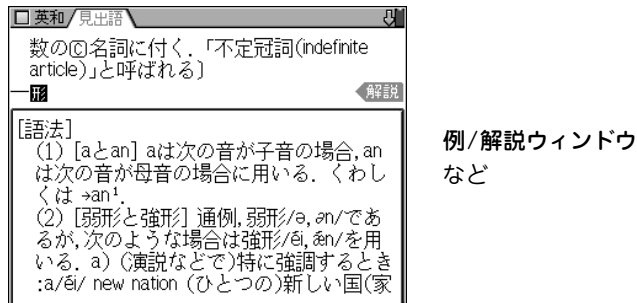 英和/見出語
数のⒸ名詞に付く.「不定冠詞(indefinite
article)」と呼ばれる〕
─形
解説
[語法]
(1) [aとan] aは次の音が子音の場合,an
は次の音が母音の場合に用いる. くわし
くは →an¹.
(2) [弱形と強形] 通例,弱形/ə, ən/であ
るが,次のような場合は強形/éi, ǽn/を用
いる. a) (演説などで)特に強調するとき
:a/éi/ new nation (ひとつの)新しい国(家
例/解説ウィンドウ
など